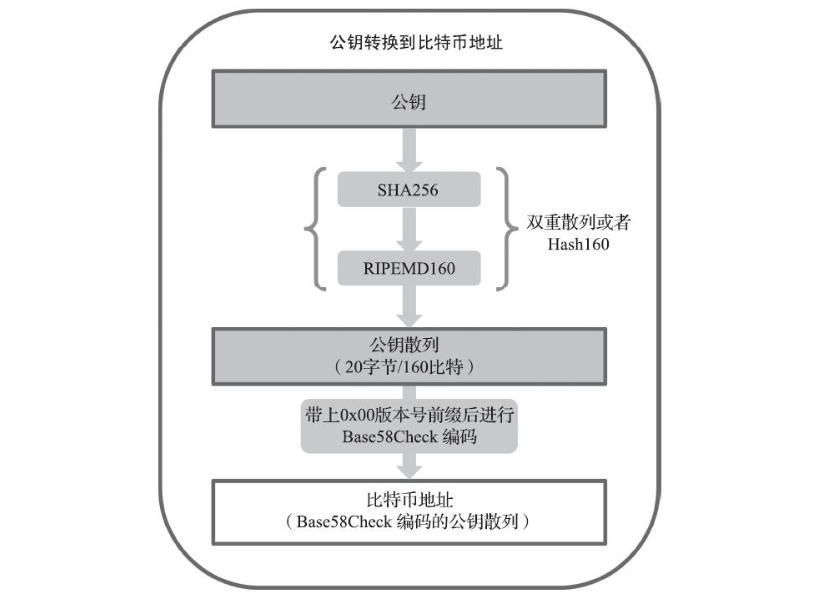 公钥转换到比特币地址
公钥
SHA256
双重散列或者
Hash160
RIPEMD160
公钥散列
（20字节/160比特）
带上0x00版本号前缀后进行
Base58Check 编码
比特币地址
（Base58Check 编码的公钥散列）